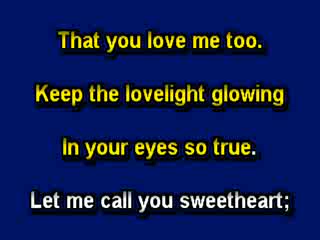 That you love me too.
Keep the lovelight glowing
In your eyes so true.
Let me call you sweetheart;